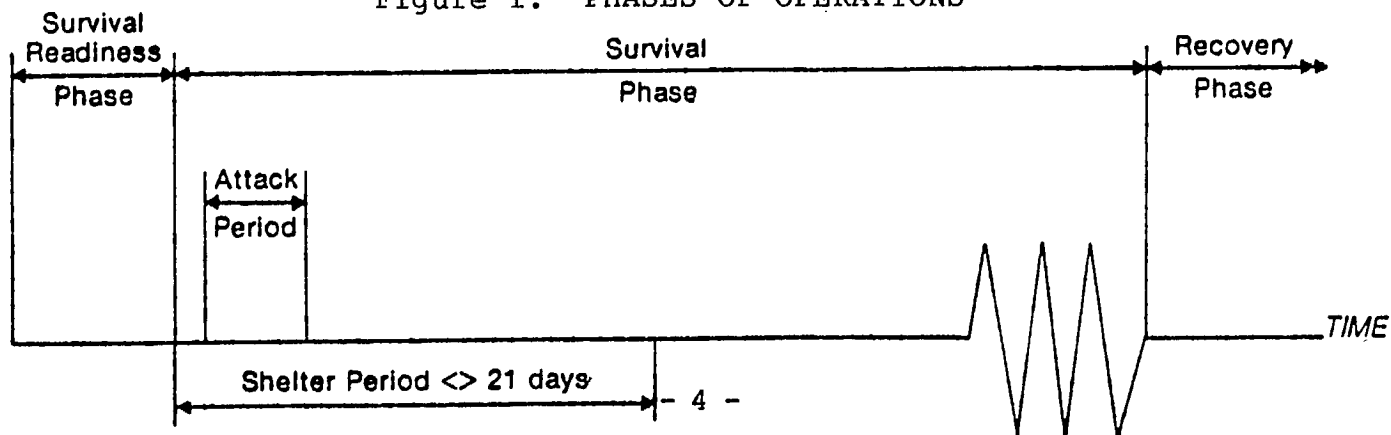 Figure 1. PHASES OF OPERATIONS
Survival
Readiness
Phase
Survival
Phase
Recovery
Phase
Attack
Period
TIME
Shelter Period <> 21 days
- 4 -